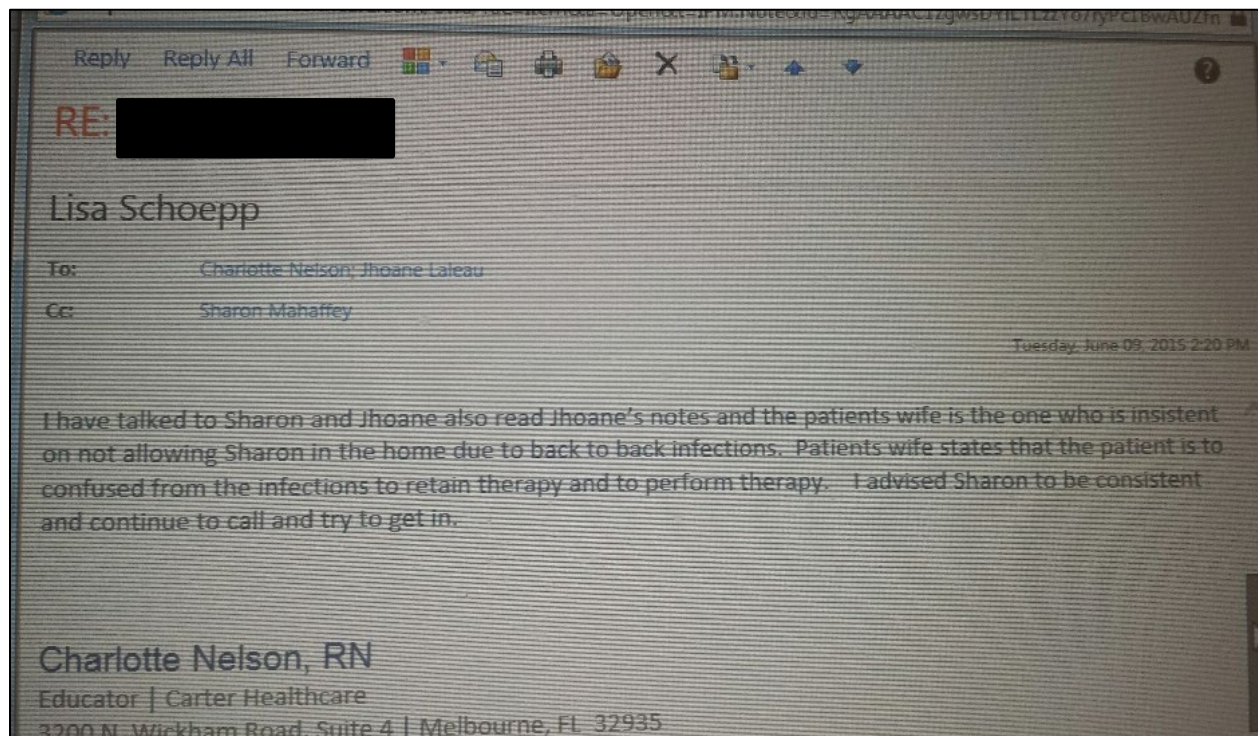 Reply Reply All Forward
RE:
Lisa Schoepp
To: Charlotte Nelson; Jhoane Laleau
Cc: Sharon Mahaffey
Tuesday, June 09, 2015 2:20 PM
I have talked to Sharon and Jhoane also read Jhoane's notes and the patients wife is the one who is insistent
on not allowing Sharon in the home due to back to back infections. Patients wife states that the patient is to
confused from the infections to retain therapy and to perform therapy. I advised Sharon to be consistent
and continue to call and try to get in.
Charlotte Nelson, RN
Educator | Carter Healthcare
3200 N. Wickham Road, Suite 4 | Melbourne, FL 32935